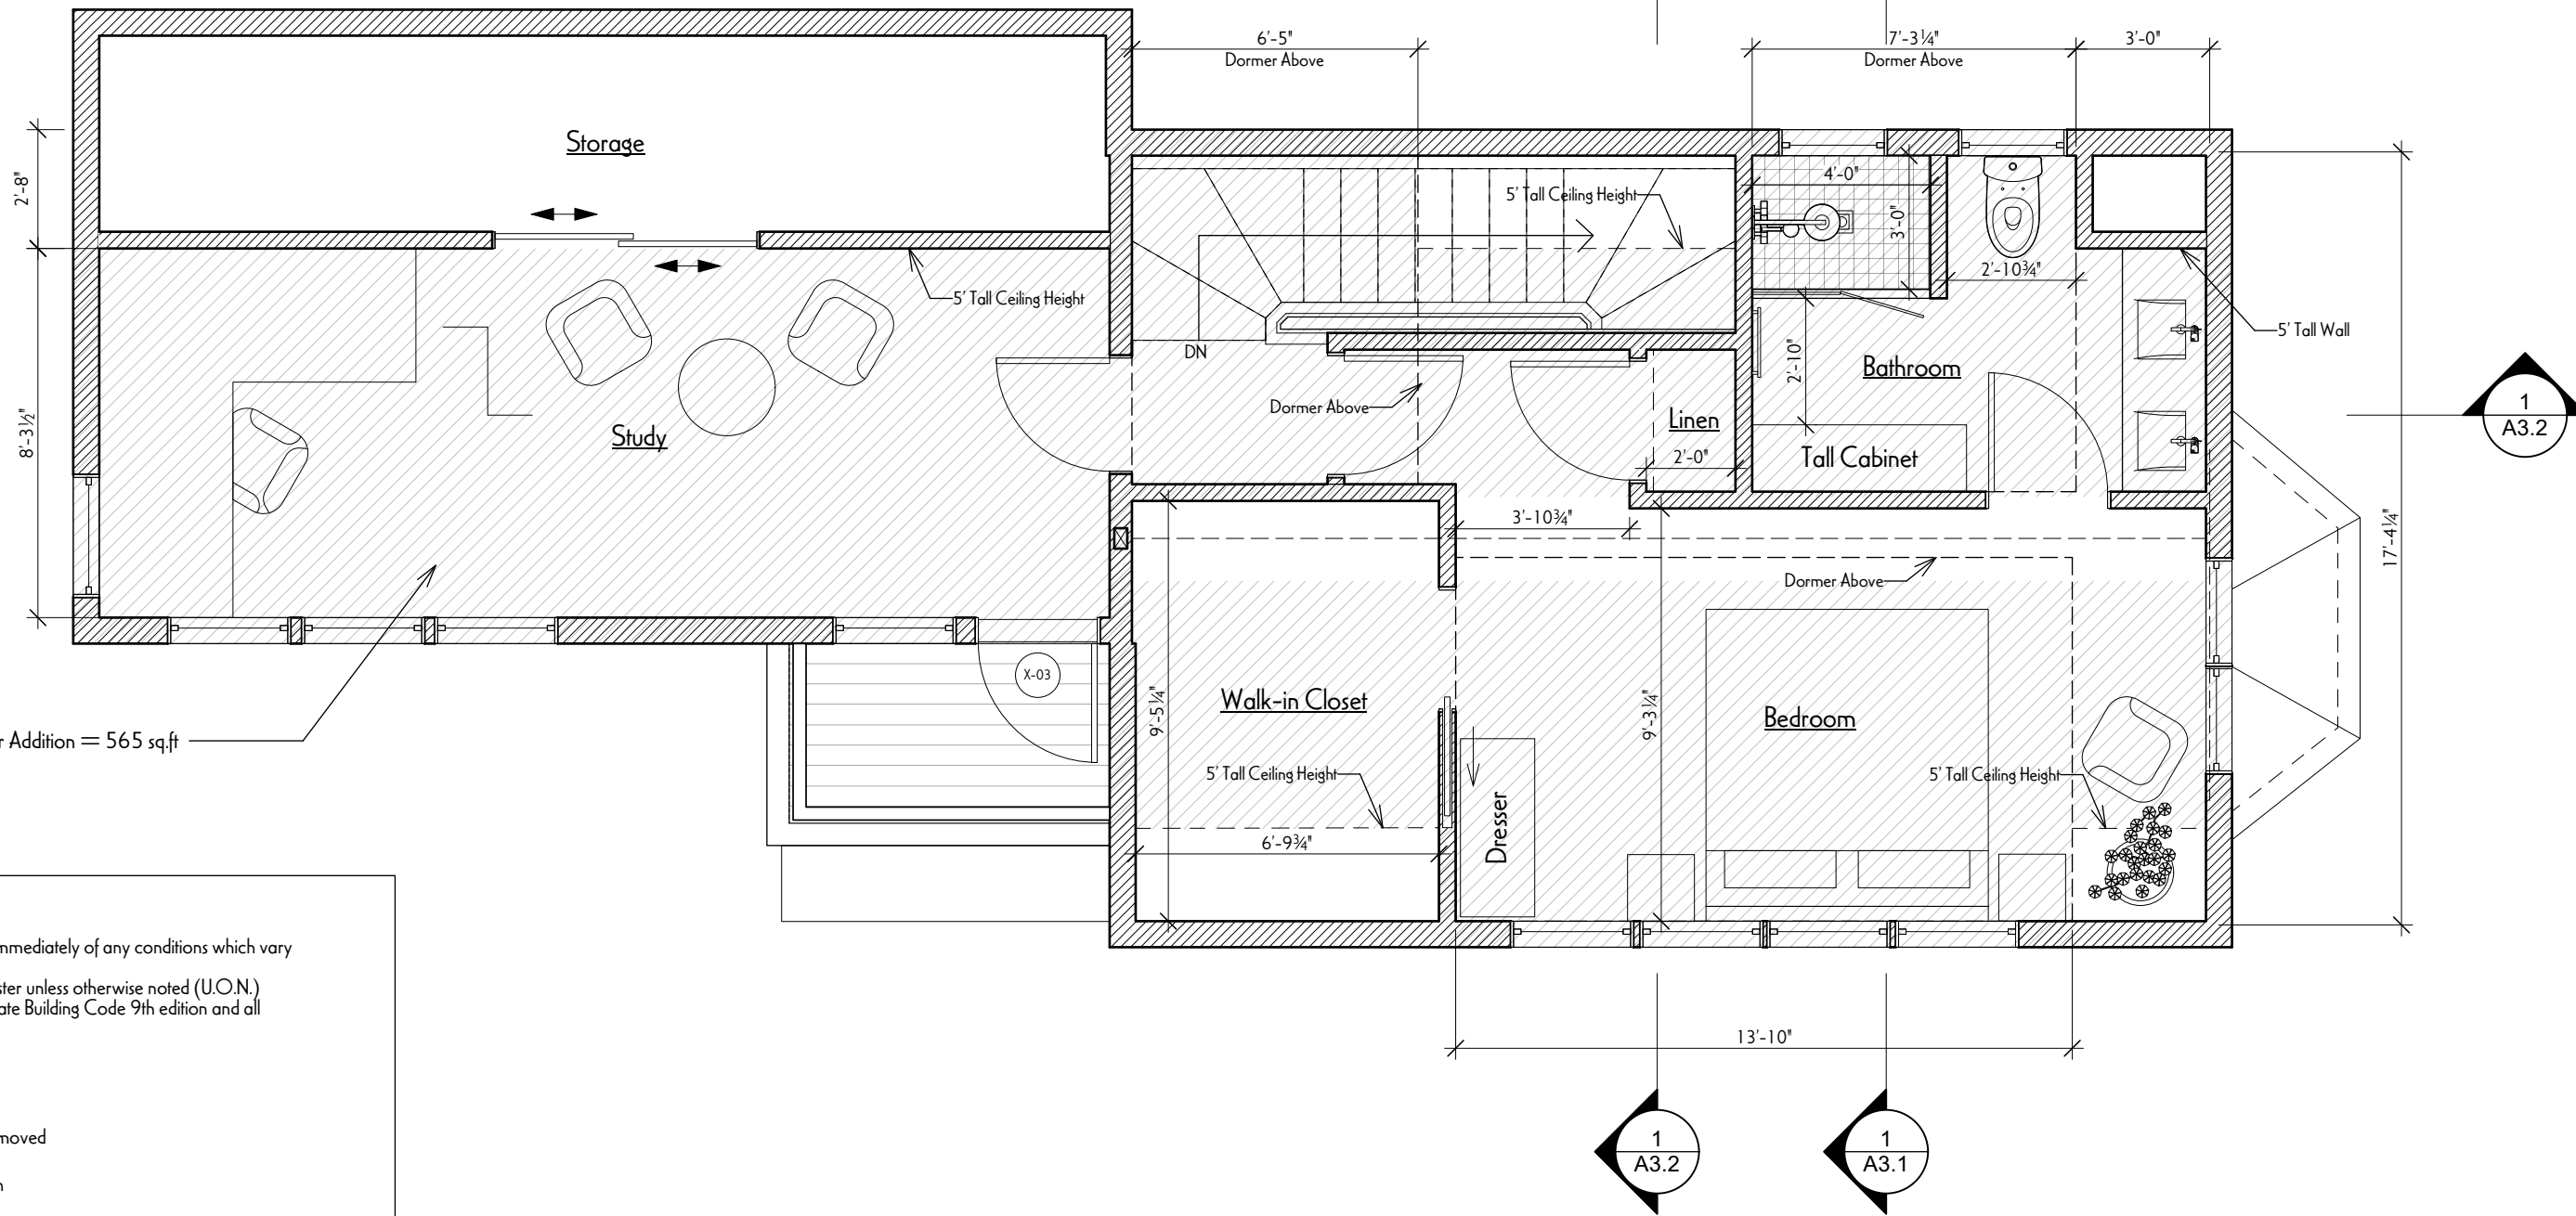 6'-5"
Dormer Above
7'-3¼"
Dormer Above
3'-0"
Storage
2'-8"
5' Tall Ceiling Height
4'-0"
3'-0"
2'-10¾"
5' Tall Ceiling Height
DN
5' Tall Wall
2'-10"
Bathroom
1
A3.2
8'-3½"
Study
Dormer Above
Linen
2'-0"
Tall Cabinet
3'-10¾"
17'-4¼"
Dormer Above
X-03
9'-5¼"
Walk-in Closet
9'-3¼"
Bedroom
Addition = 565 sq.ft
5' Tall Ceiling Height
5' Tall Ceiling Height
Dresser
6'-9¾"
mmediately of any conditions which vary
ster unless otherwise noted (U.O.N.)
ate Building Code 9th edition and all
13'-10"
moved
1
A3.2
1
A3.1